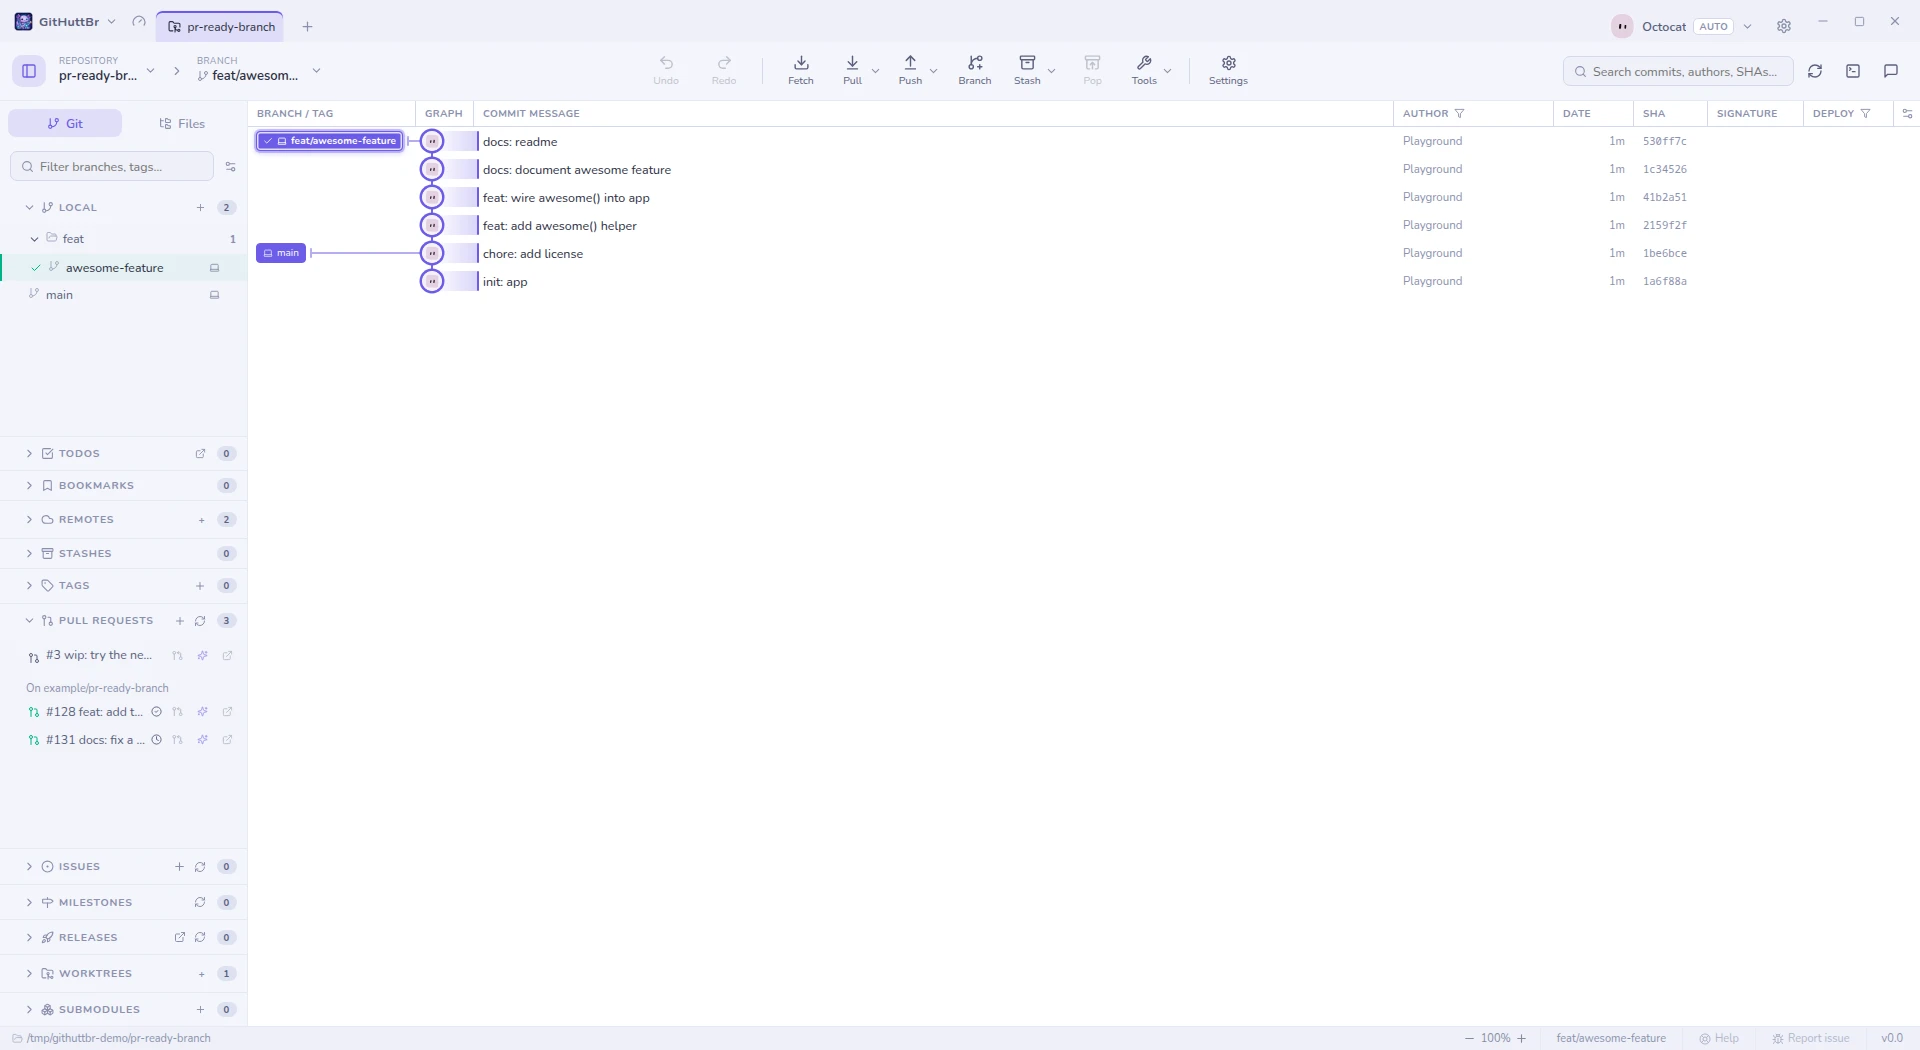 GitHuttBr
pr-ready-branch
Octocat AUTO
REPOSITORY
pr-ready-br...
BRANCH
feat/awesom...
Undo
Redo
Fetch
Pull
Push
Branch
Stash
Pop
Tools
Settings
Search commits, authors, SHAs...
Git
Files
Filter branches, tags...
LOCAL 2
feat 1
awesome-feature
main
TODOS 0
BOOKMARKS 0
REMOTES 2
STASHES 0
TAGS 0
PULL REQUESTS 3
#3 wip: try the ne...
On example/pr-ready-branch
#128 feat: add t...
#131 docs: fix a ...
ISSUES 0
MILESTONES 0
RELEASES 0
WORKTREES 1
SUBMODULES 0
BRANCH / TAG GRAPH COMMIT MESSAGE AUTHOR DATE SHA SIGNATURE DEPLOY
feat/awesome-feature docs: readme Playground 1m 530ff7c
docs: document awesome feature Playground 1m 1c34526
feat: wire awesome() into app Playground 1m 41b2a51
feat: add awesome() helper Playground 1m 2159f2f
main chore: add license Playground 1m 1be6bce
init: app Playground 1m 1a6f88a
/tmp/githuttbr-demo/pr-ready-branch
100%
feat/awesome-feature
Help
Report issue
v0.0